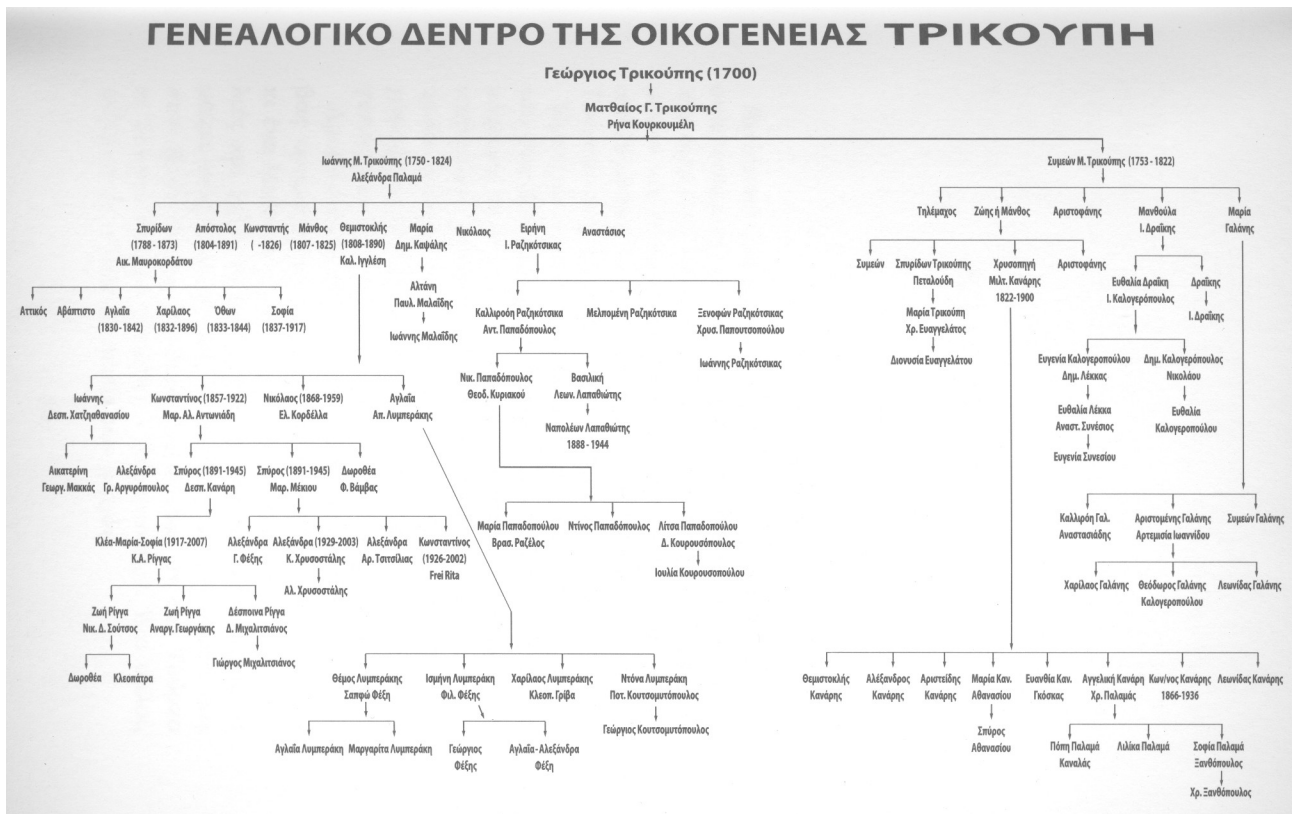 ΓΕΝΕΑΛΟΓΙΚΟ ΔΕΝΤΡΟ ΤΗΣ ΟΙΚΟΓΕΝΕΙΑΣ ΤΡΙΚΟΥΠΗ
Γεώργιος Τρικούπης (1700)
Ματθαίος Γ. Τρικούπης
Ρήνα Κουρκουμέλη
Ιωάννης Μ. Τρικούπης (1750 - 1824)
Αλεξάνδρα Παλαμά
Συμεών Μ. Τρικούπης (1753 - 1822)
Σπυρίδων
(1788 - 1873)
Αικ. Μαυροκορδάτου
Απόστολος
(1804-1891)
Κωνσταντής
( -1826)
Μάνθος
(1807-1825)
Θεμιστοκλής
(1808-1890)
Καλ. Ιγγλέση
Μαρία
Δημ. Καψάλης
Νικόλαος
Ειρήνη
Ι. Ραζηκότσικας
Αναστάσιος
Τηλέμαχος
Ζώης ή Μάνθος
Αριστοφάνης
Μανθούλα
Ι. Δραΐκης
Μαρία
Γαλάνης
Αττικός
Αβάπτιστο
Αγλαΐα
(1830 - 1842)
Χαρίλαος
(1832-1896)
Όθων
(1833-1844)
Σοφία
(1837-1917)
Αλτάνη
Παυλ. Μαλαΐδης
Ιωάννης Μαλαΐδης
Καλλιρόη Ραζηκότσικα
Αντ. Παπαδόπουλος
Μελπομένη Ραζηκότσικα
Ξενοφών Ραζηκότσικας
Χρυσ. Παπουτσοπούλου
Ιωάννης Ραζηκότσικας
Συμεών
Σπυρίδων Τρικούπης
Πεταλούδη
Μαρία Τρικούπη
Χρ. Ευαγγελάτος
Διονυσία Ευαγγελάτου
Χρυσοπηγή
Μιλτ. Κανάρης
1822-1900
Αριστοφάνης
Ευθαλία Δραΐκη
Ι. Καλογερόπουλος
Δραΐκης
Ι. Δραΐκης
Νικ. Παπαδόπουλος
Θεοδ. Κυριακού
Βασιλική
Λεων. Λαπαθιώτης
Ναπολέων Λαπαθιώτης
1888 - 1944
Ευγενία Καλογεροπούλου
Δημ. Λέκκας
Δημ. Καλογερόπουλος
Νικολάου
Ευθαλία Λέκκα
Αναστ. Συνέσιος
Ευθαλία
Καλογεροπούλου
Ευγενία Συνεσίου
Ιωάννης
Δεσπ. Χατζηαθανασίου
Κωνσταντίνος (1857-1922)
Μαρ. Αλ. Αντωνιάδη
Νικόλαος (1868-1959)
Ελ. Κορδέλλα
Αγλαΐα
Απ. Λυμπεράκης
Αικατερίνη
Γεωργ. Μακκάς
Αλεξάνδρα
Γρ. Αργυρόπουλος
Σπύρος (1891-1945)
Δεσπ. Κανάρη
Σπύρος (1891-1945)
Μαρ. Μέκιου
Δωροθέα
Φ. Βάμβας
Μαρία Παπαδοπούλου
Βρασ. Ραζέλος
Ντίνος Παπαδόπουλος
Λίτσα Παπαδοπούλου
Δ. Κουρουσόπουλος
Ιουλία Κουρουσοπούλου
Καλλιρόη Γαλ.
Αναστασιάδης
Αριστομένης Γαλάνης
Αρτεμισία Ιωαννίδου
Συμεών Γαλάνης
Κλέα-Μαρία-Σοφία (1917-2007)
Κ.Α. Ρίγγας
Αλεξάνδρα
Γ. Φέξης
Αλεξάνδρα (1929-2003)
Κ. Χρυσοστάλης
Αλ. Χρυσοστάλης
Αλεξάνδρα
Αρ. Τσιτσίλιας
Κωνσταντίνος
(1926-2002)
Frei Rita
Χαρίλαος Γαλάνης
Θεόδωρος Γαλάνης
Καλογεροπούλου
Λεωνίδας Γαλάνης
Ζωή Ρίγγα
Νικ. Δ. Σούτσος
Ζωή Ρίγγα
Αναργ. Γεωργάκης
Δέσποινα Ρίγγα
Δ. Μιχαλιτσιάνος
Γιώργος Μιχαλιτσιάνος
Δωροθέα
Κλεοπάτρα
Θέμος Λυμπεράκης
Σαπφώ Φέξη
Ισμήνη Λυμπεράκη
Φιλ. Φέξης
Χαρίλαος Λυμπεράκης
Κλεοπ. Γρίβα
Ντόνα Λυμπεράκη
Ποτ. Κουτσομυτόπουλος
Γεώργιος Κουτσομυτόπουλος
Αγλαΐα Λυμπεράκη
Μαργαρίτα Λυμπεράκη
Γεώργιος
Φέξης
Αγλαΐα - Αλεξάνδρα
Φέξη
Θεμιστοκλής
Κανάρης
Αλέξανδρος
Κανάρης
Αριστείδης
Κανάρης
Μαρία Καν.
Αθανασίου
Σπύρος
Αθανασίου
Ευανθία Καν.
Γκόσκας
Αγγελική Κανάρη
Χρ. Παλαμάς
Κων/νος Κανάρης
1866-1936
Λεωνίδας Κανάρης
Πόπη Παλαμά
Καναλάς
Λιλίκα Παλαμά
Σοφία Παλαμά
Ξανθόπουλος
Χρ. Ξανθόπουλος